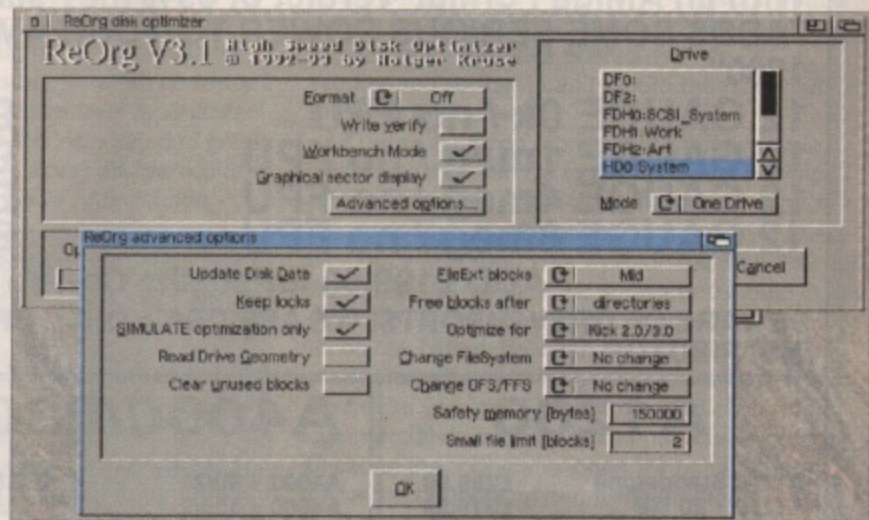 ReOrg disk optimizer
ReOrg V3.1 High Speed Disk Optimizer
© 1992-93 by Holger Kruse
Format Off
Write verify
Workbench Mode
Graphical sector display
Advanced options...
Drive
DF0:
DF2:
FDH0:SCSI_System
FDH1:Work
FDH2:Art
HD0:System
Mode One Drive
Op
Cancel
ReOrg advanced options
Update Disk Date
Keep locks
SIMULATE optimization only
Read Drive Geometry
Clear unused blocks
FileExt blocks Mid
Free blocks after directories
Optimize for Kick 2.0/3.0
Change FileSystem No change
Change OFS/FFS No change
Safety memory [bytes] 150000
Small file limit [blocks] 2
OK